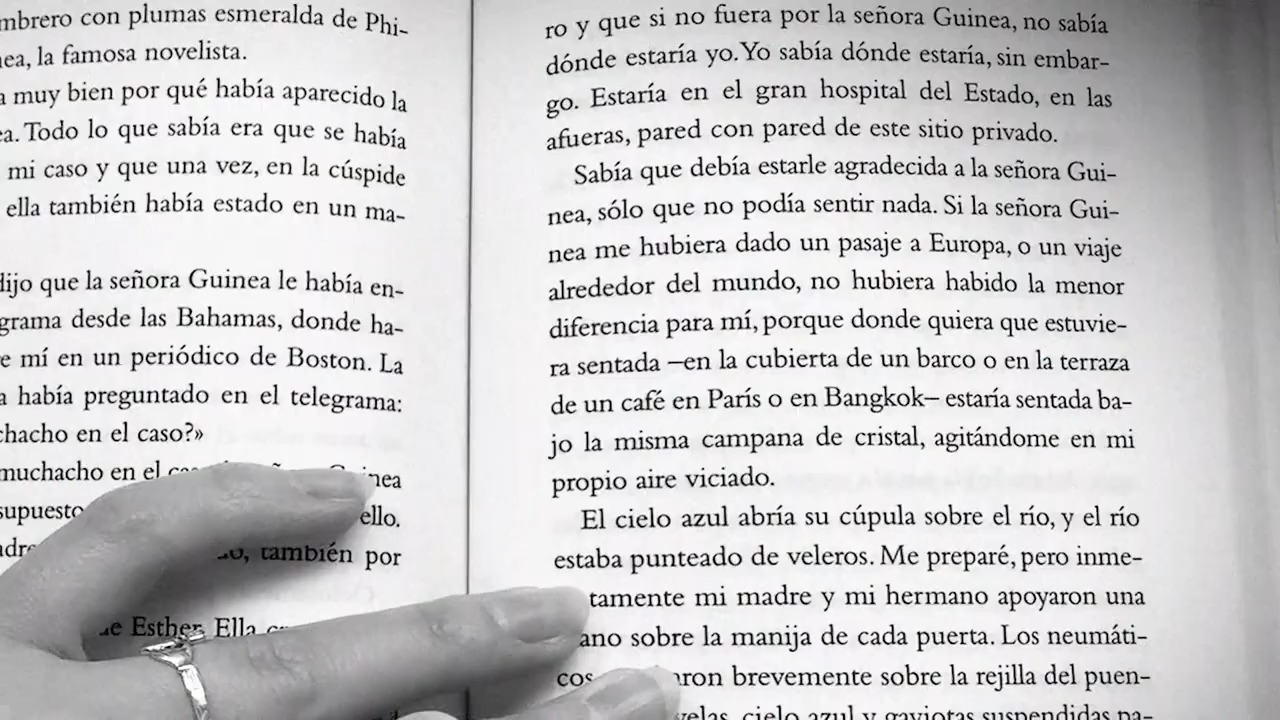 mbrero con plumas esmeralda de Phi-
ea, la famosa novelista.
muy bien por qué había aparecido la
ea. Todo lo que sabía era que se había
mi caso y que una vez, en la cúspide
ella también había estado en un ma-
dijo que la señora Guinea le había en-
grama desde las Bahamas, donde ha-
e mí en un periódico de Boston. La
a había preguntado en el telegrama:
chacho en el caso?»
muchacho en el
supuesto ello.
también por
de Esther. Ella
ro y que si no fuera por la señora Guinea, no sabía
dónde estaría yo. Yo sabía dónde estaría, sin embar-
go. Estaría en el gran hospital del Estado, en las
afueras, pared con pared de este sitio privado.
Sabía que debía estarle agradecida a la señora Gui-
nea, sólo que no podía sentir nada. Si la señora Gui-
nea me hubiera dado un pasaje a Europa, o un viaje
alrededor del mundo, no hubiera habido la menor
diferencia para mí, porque donde quiera que estuvie-
ra sentada —en la cubierta de un barco o en la terraza
de un café en París o en Bangkok— estaría sentada ba-
jo la misma campana de cristal, agitándome en mi
propio aire viciado.
El cielo azul abría su cúpula sobre el río, y el río
estaba punteado de veleros. Me preparé, pero inme-
tamente mi madre y mi hermano apoyaron una
ano sobre la manija de cada puerta. Los neumáti-
cos ron brevemente sobre la rejilla del puen-
velas, cielo azul y gaviotas suspendidas pa-